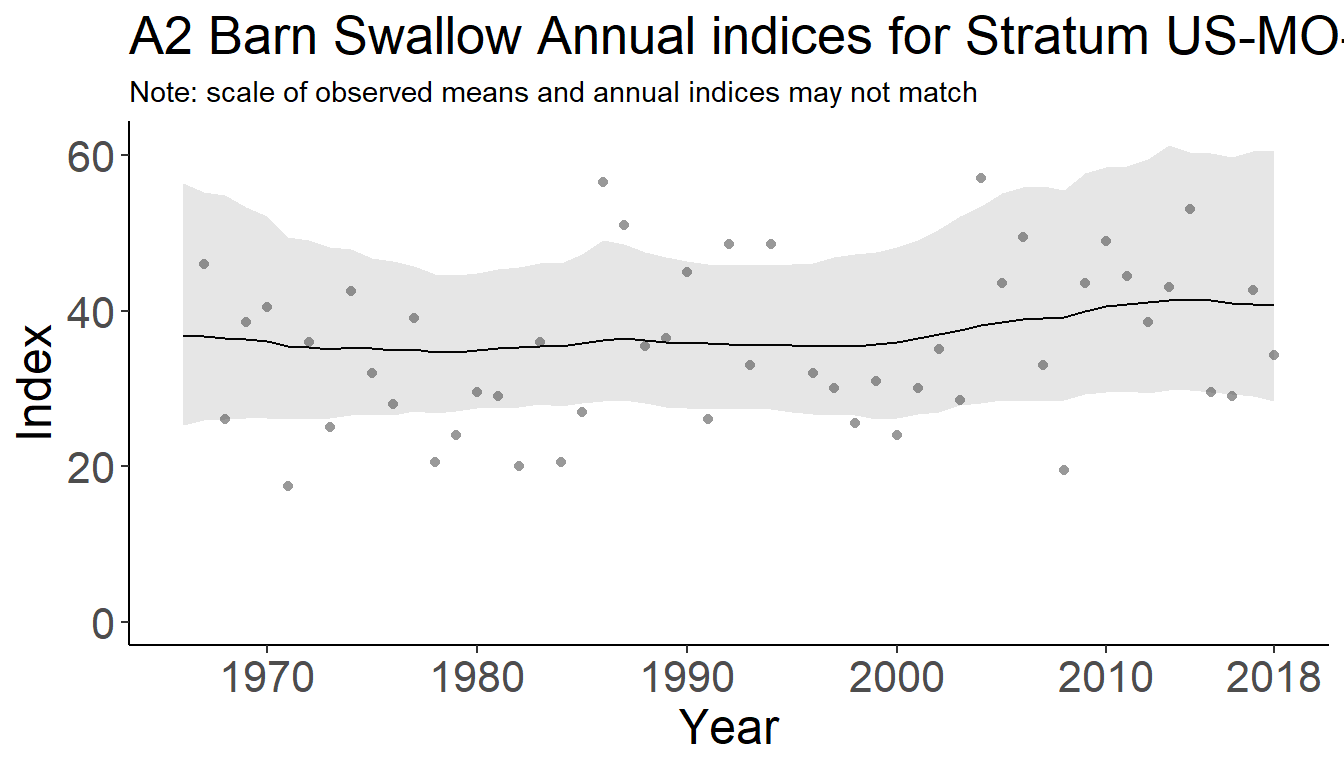 A2 Barn Swallow Annual indices for Stratum US-MO-
Note: scale of observed means and annual indices may not match
60
40
20
0
Index
1970 1980 1990 2000 2010 2018
Year